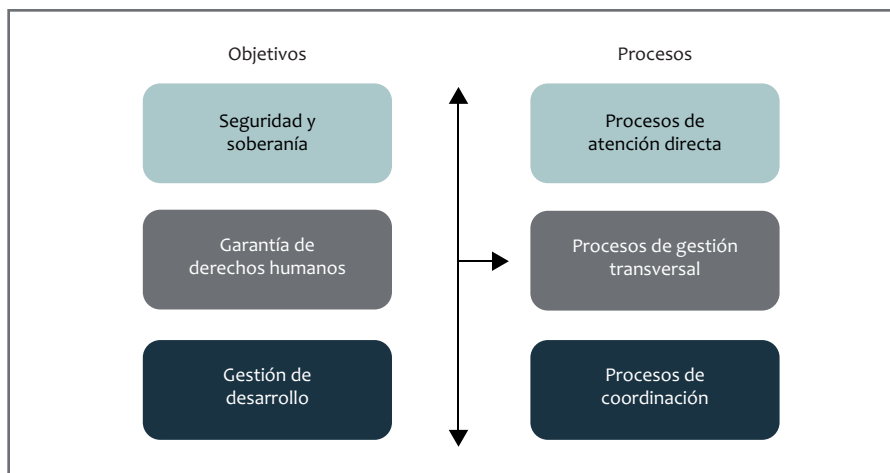 Objetivos
Seguridad y
soberanía
Garantía de
derechos humanos
Gestión de
desarrollo
Procesos
Procesos de
atención directa
Procesos de gestión
transversal
Procesos de
coordinación